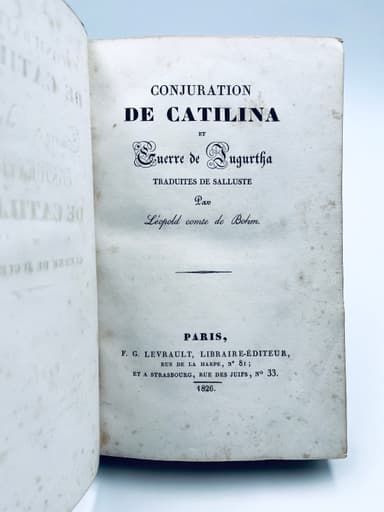 CONJURATION
DE CATILINA
ET
Guerre de Jugurtha
TRADUITES DE SALLUSTE
Par
Léopold comte de Bohm.
PARIS,
F. G. LEVRAULT, LIBRAIRE-ÉDITEUR,
RUE DE LA HARPE, N° 81;
ET A STRASBOURG, RUE DES JUIFS, N° 33.
1826.